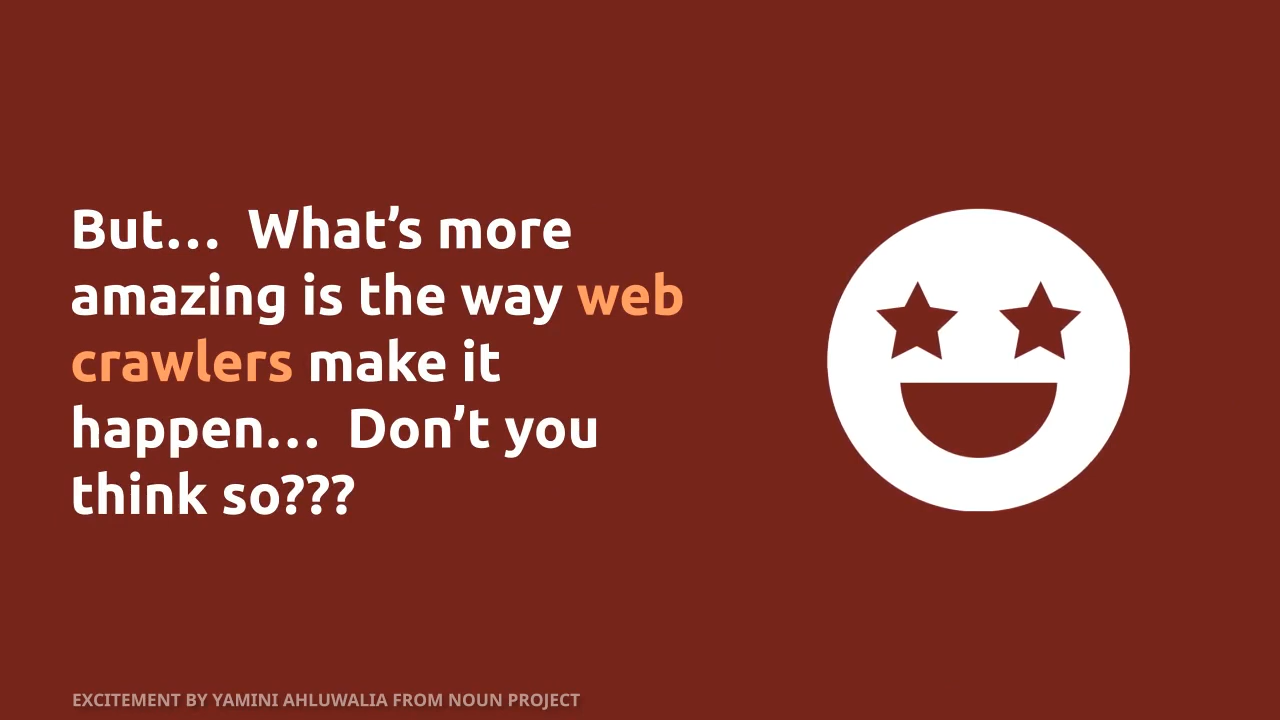 But…  What’s more
amazing is the way web
crawlers make it
happen…  Don’t you
think so???
EXCITEMENT BY YAMINI AHLUWALIA FROM NOUN PROJECT